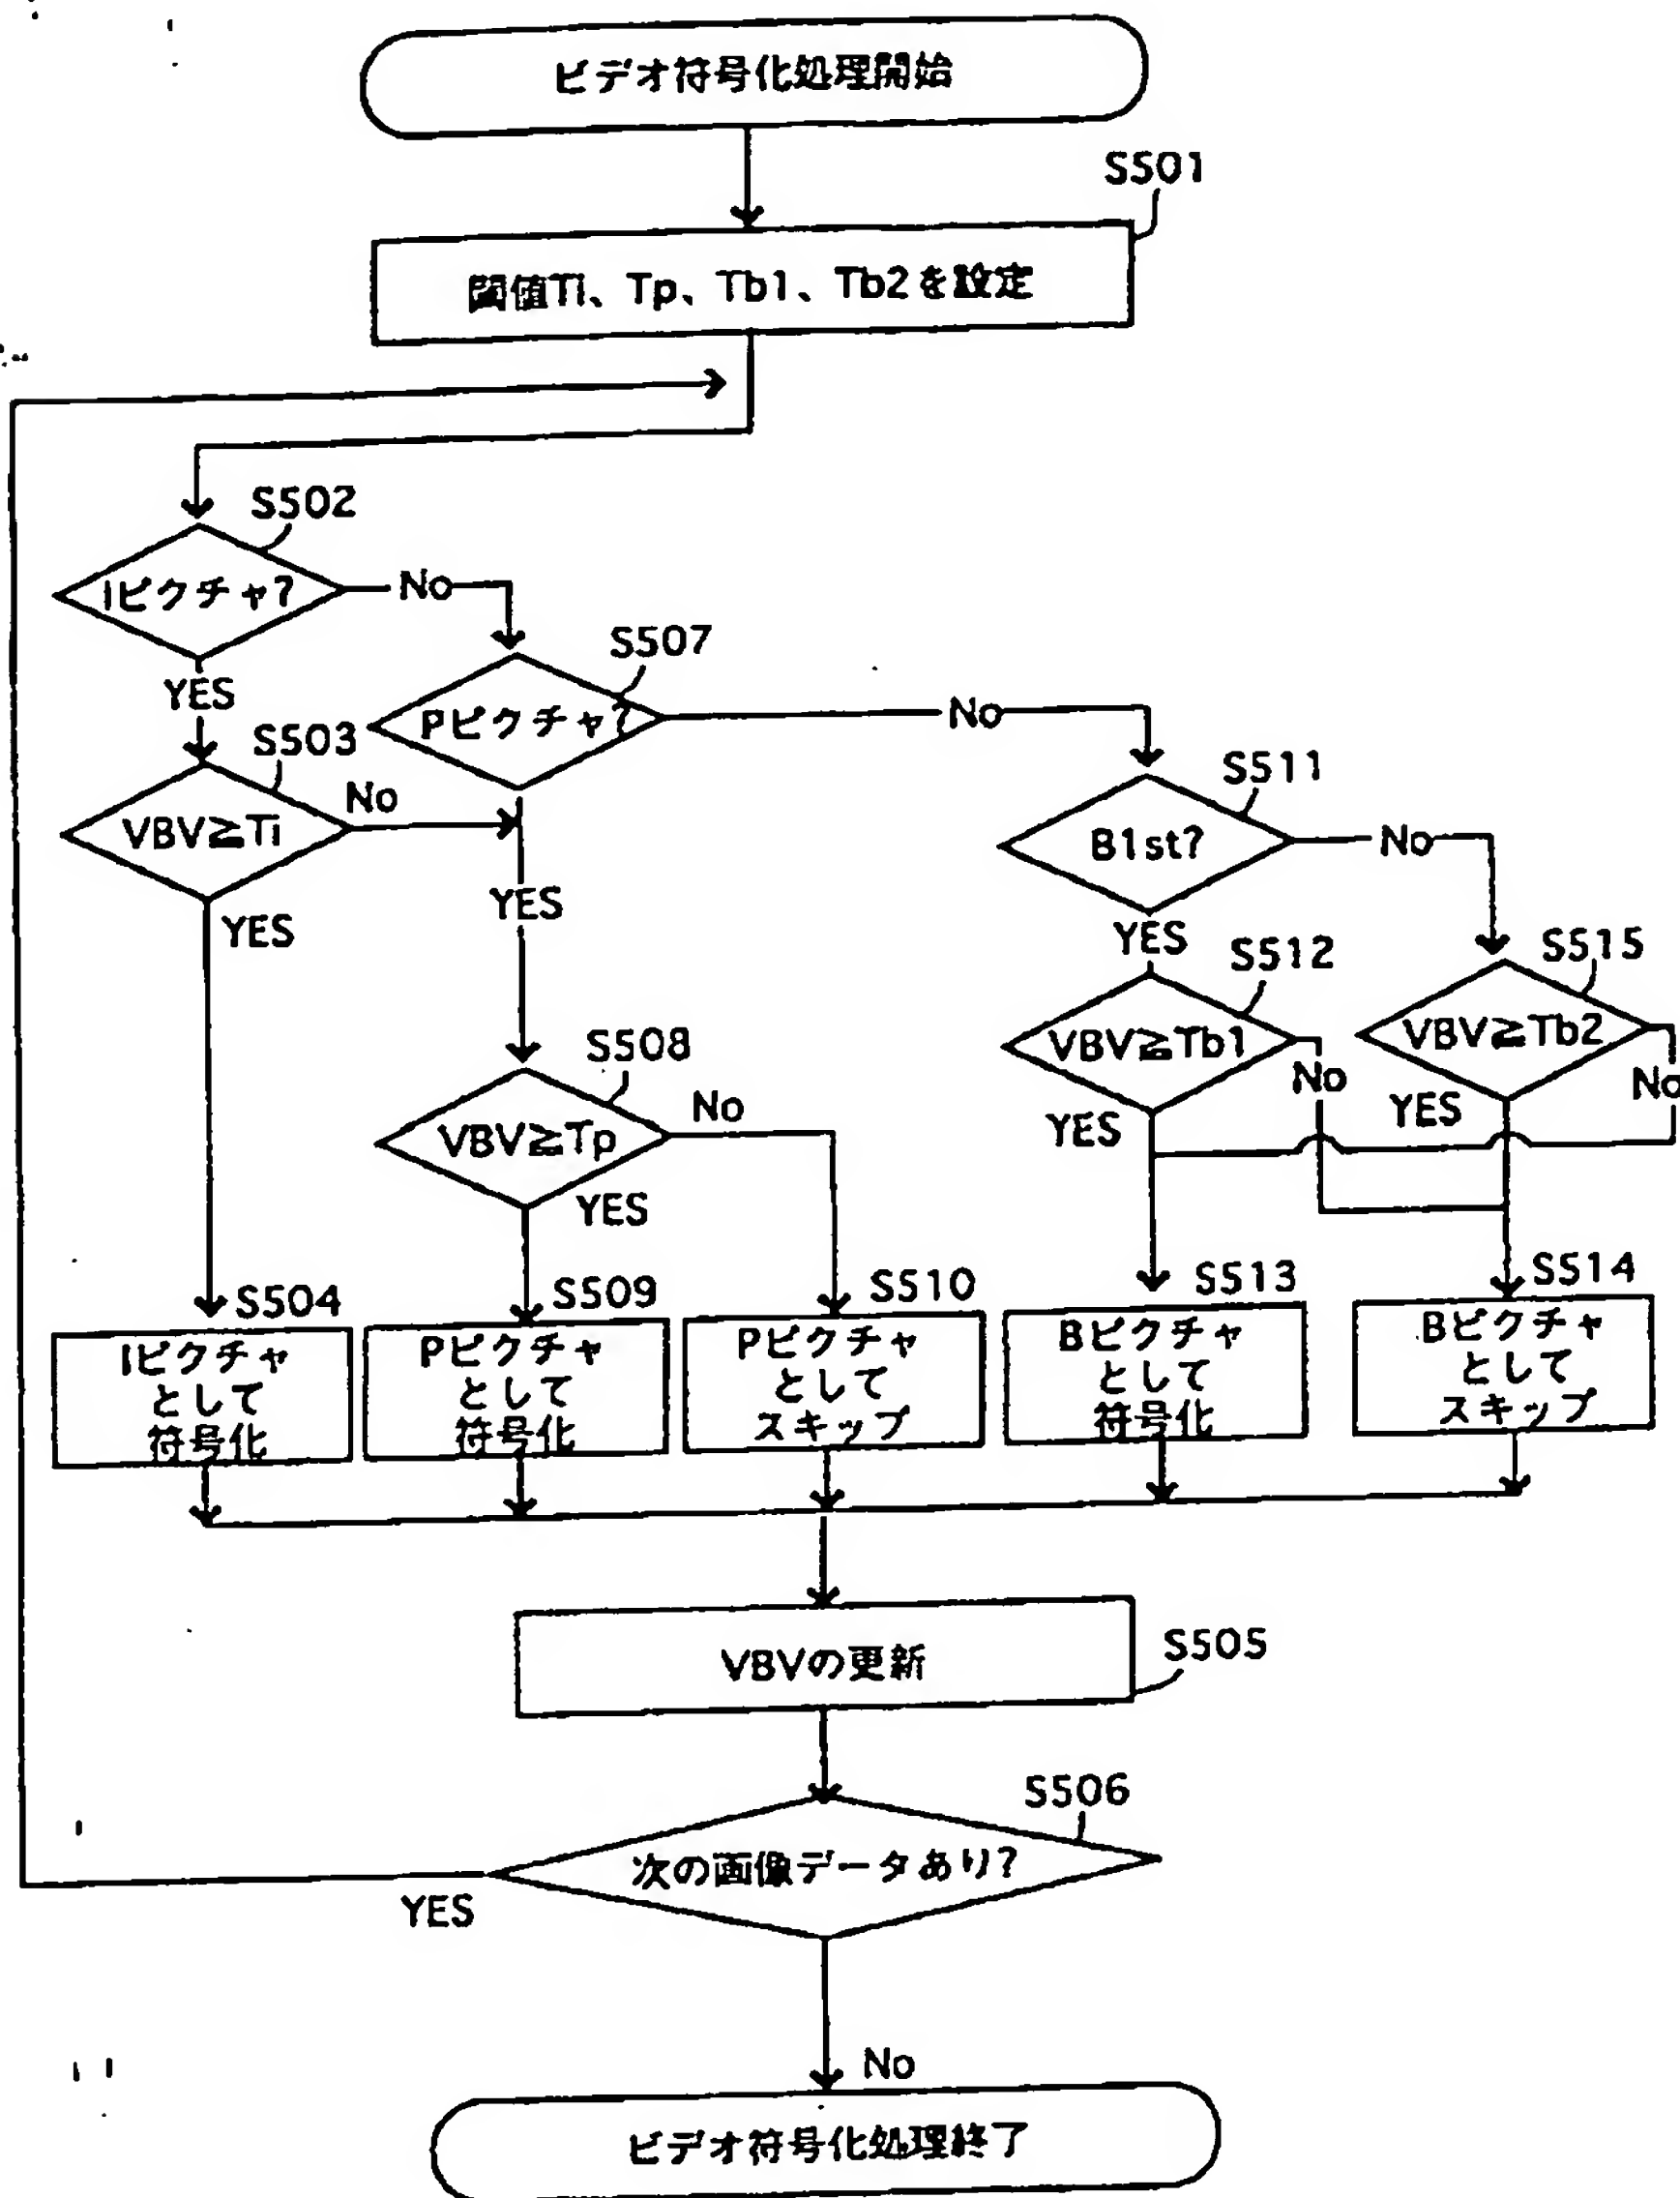 ビデオ符号化処理開始
S501
閾値Ti、Tp、Tb1、Tb2を設定
S502
Iピクチャ?
No
YES
S507
Pピクチャ?
No
S503
VBV≧Ti
No
YES
YES
S511
B1st?
No
YES
S512
VBV≧Tb1
No
YES
S515
VBV≧Tb2
No
YES
S508
VBV≧Tp
No
YES
S504
Iピクチャ
として
符号化
S509
Pピクチャ
として
符号化
S510
Pピクチャ
として
スキップ
S513
Bピクチャ
として
符号化
S514
Bピクチャ
として
スキップ
VBVの更新
S505
S506
次の画像データあり?
YES
No
ビデオ符号化処理終了